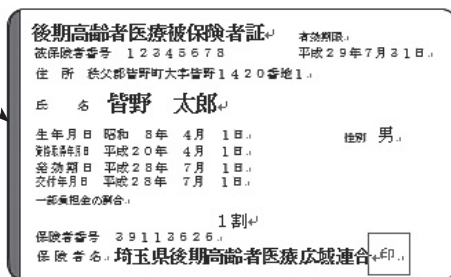 後期高齢者医療被保険者証
有効期限
被保険者番号 12345678 平成29年7月31日
住所 秩父郡皆野町大字皆野1420番地1
氏名 皆野 太郎
生年月日 昭和 8年 4月 1日 性別 男
資格取得年月日 平成20年 4月 1日
発効期日 平成28年 7月 1日
交付年月日 平成28年 7月 1日
一部負担金の割合
1割
保険者番号 39113626
保険者名 埼玉県後期高齢者医療広域連合 印